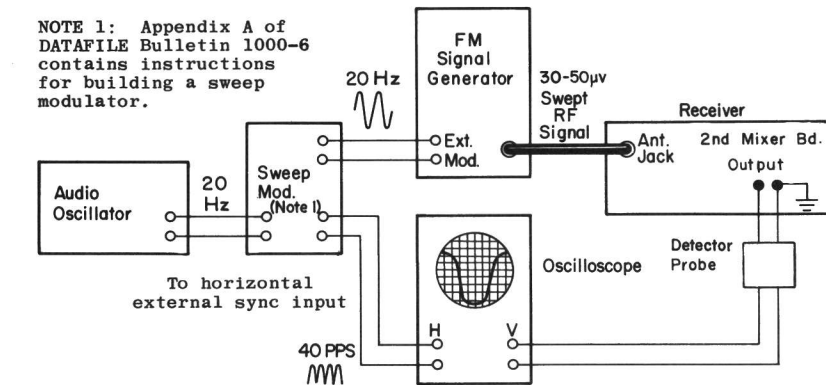 NOTE 1: Appendix A of
DATAFILE Bulletin 1000-6
contains instructions
for building a sweep
modulator.
FM
Signal
Generator
20 Hz
Ext.
Mod.
30-50μv
Swept
RF
Signal
Receiver
Ant.
Jack
2nd Mixer Bd.
Output
Audio
Oscillator
20
Hz
Sweep
Mod.
(Note 1)
Detector
Probe
Oscilloscope
To horizontal
external sync input
H
V
40 PPS